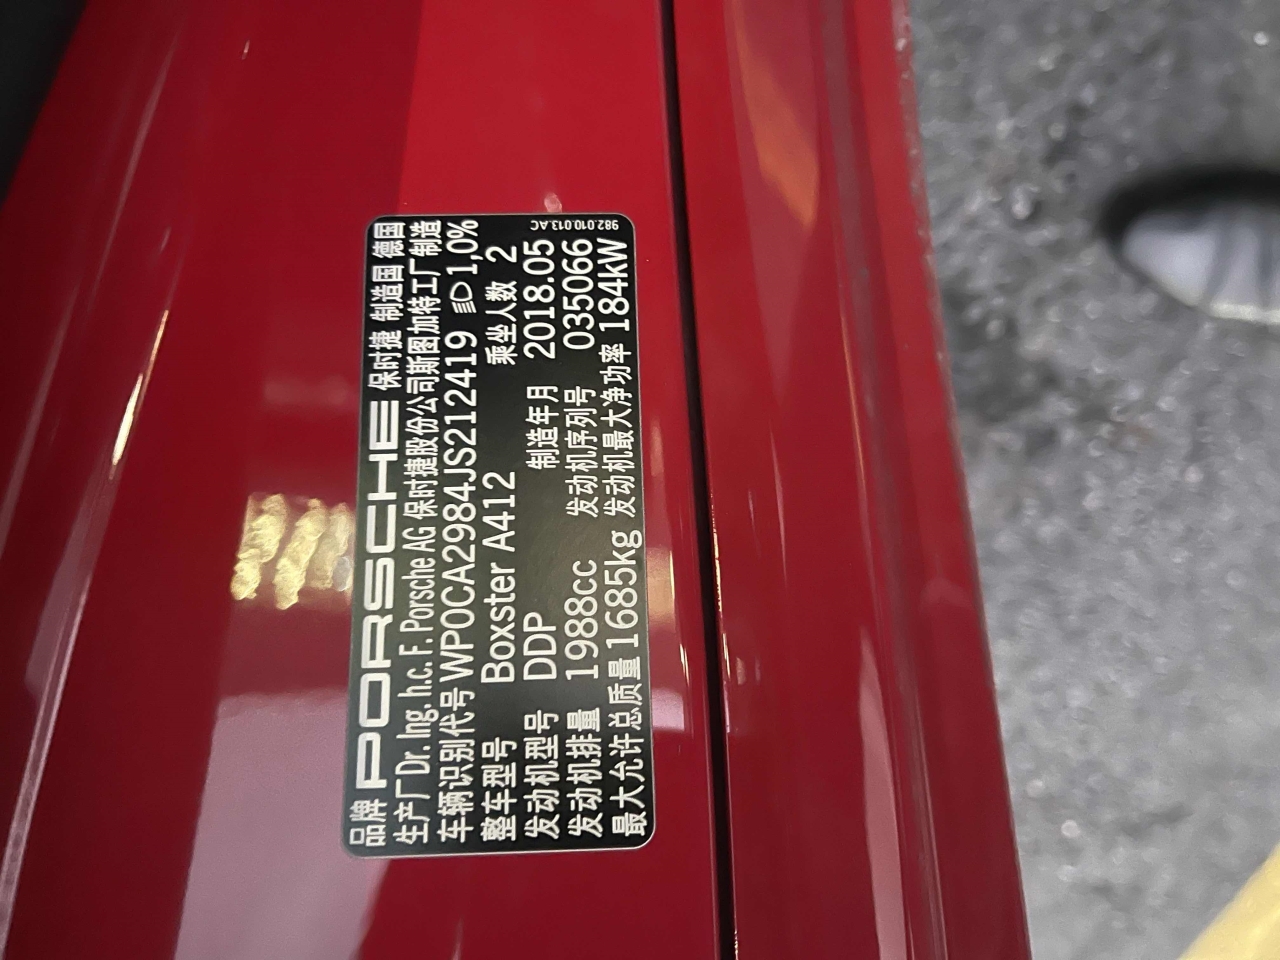 品牌 PORSCHE 保时捷 制造国 德国
生产厂 Dr. Ing. h.c. F. Porsche AG 保时捷股份公司斯图加特工厂制造
车辆识别代号 WP0CA2984JS212419 1,0%
整车型号 Boxster A412 乘坐人数 2
发动机型号 DDP 制造年月 2018.05
发动机排量 1988cc 发动机序列号 035066
最大允许总质量 1685kg 发动机最大净功率 184kW
982.010.013.AC